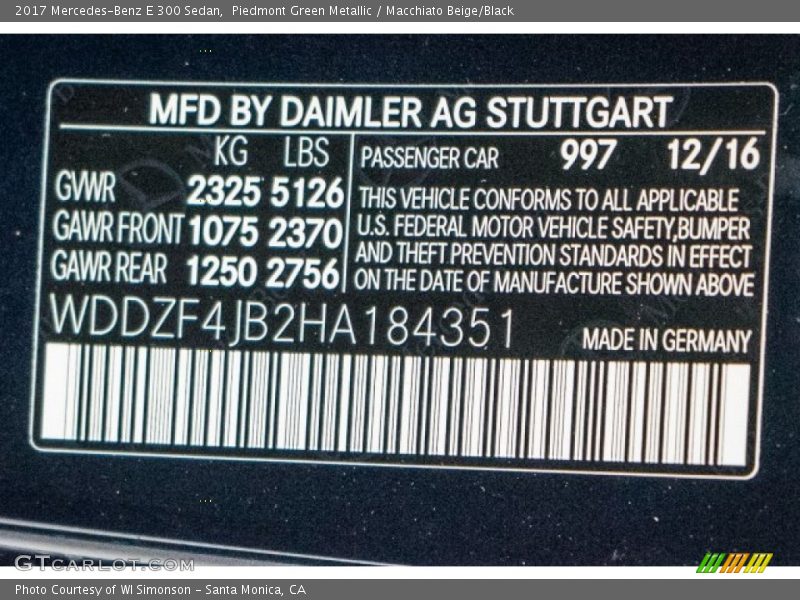 2017 Mercedes-Benz E 300 Sedan, Piedmont Green Metallic / Macchiato Beige/Black
MFD BY DAIMLER AG STUTTGART
KG LBS
GVWR 2325 5126
GAWR FRONT 1075 2370
GAWR REAR 1250 2756
PASSENGER CAR 997 12/16
THIS VEHICLE CONFORMS TO ALL APPLICABLE
U.S. FEDERAL MOTOR VEHICLE SAFETY,BUMPER
AND THEFT PREVENTION STANDARDS IN EFFECT
ON THE DATE OF MANUFACTURE SHOWN ABOVE
WDDZF4JB2HA184351
MADE IN GERMANY
GTCARLOT.COM
Photo Courtesy of WI Simonson - Santa Monica, CA